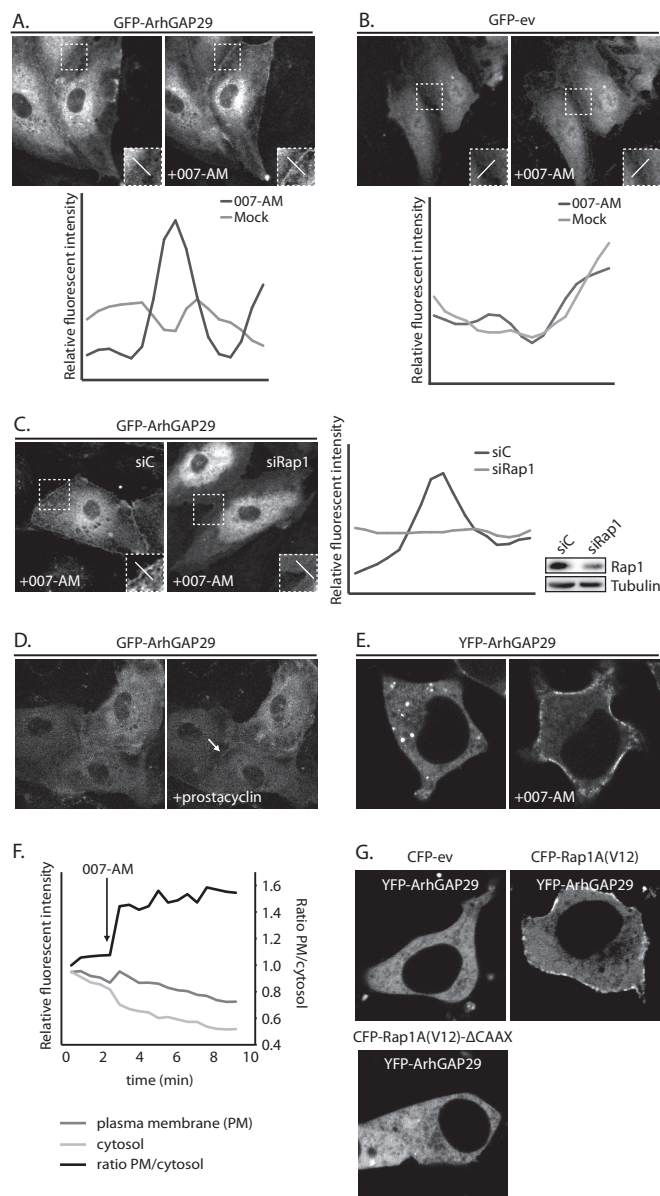 A.
GFP-ArhGAP29
+007-AM
Relative fluorescent intensity
007-AM
Mock
B.
GFP-ev
+007-AM
Relative fluorescent intensity
007-AM
Mock
C.
GFP-ArhGAP29
siC
+007-AM
siRap1
+007-AM
Relative fluorescent intensity
siC
siRap1
siC
siRap1
Rap1
Tubulin
D.
GFP-ArhGAP29
+prostacyclin
E.
YFP-ArhGAP29
+007-AM
F.
007-AM
Relative fluorescent intensity
Ratio PM/cytosol
1.6
1.4
1.2
1.0
0.8
0.6
0.4
0 2 4 6 8 10
time (min)
plasma membrane (PM)
cytosol
ratio PM/cytosol
G.
CFP-ev
YFP-ArhGAP29
CFP-Rap1A(V12)
YFP-ArhGAP29
CFP-Rap1A(V12)-ΔCAAX
YFP-ArhGAP29